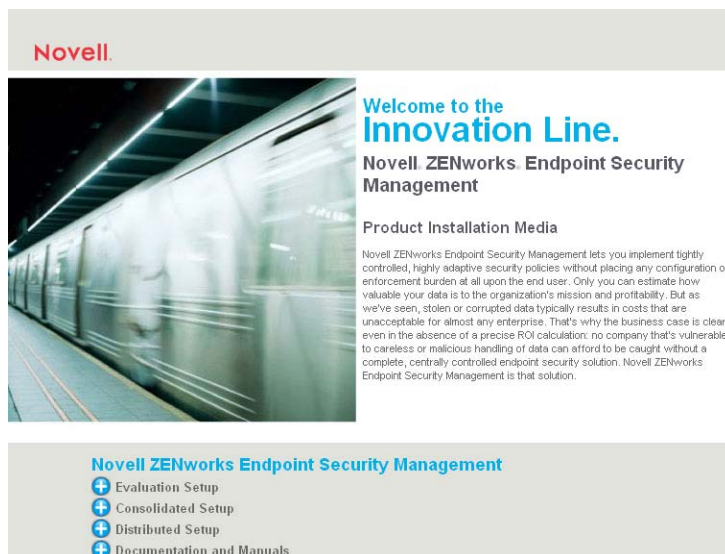 Novell.
Welcome to the
Innovation Line.
Novell. ZENworks. Endpoint Security
Management
Product Installation Media
Novell ZENworks Endpoint Security Management lets you implement tightly
controlled, highly adaptive security policies without placing any configuration o
enforcement burden at all upon the end user. Only you can estimate how
valuable your data is to the organization's mission and profitability. But as
we've seen, stolen or corrupted data typically results in costs that are
unacceptable for almost any enterprise. That's why the business case is clear
even in the absence of a precise ROI calculation: no company that's vulnerable
to careless or malicious handling of data can afford to be caught without a
complete, centrally controlled endpoint security solution. Novell ZENworks
Endpoint Security Management is that solution.
Novell ZENworks Endpoint Security Management
Evaluation Setup
Consolidated Setup
Distributed Setup
Documentation and Manuals